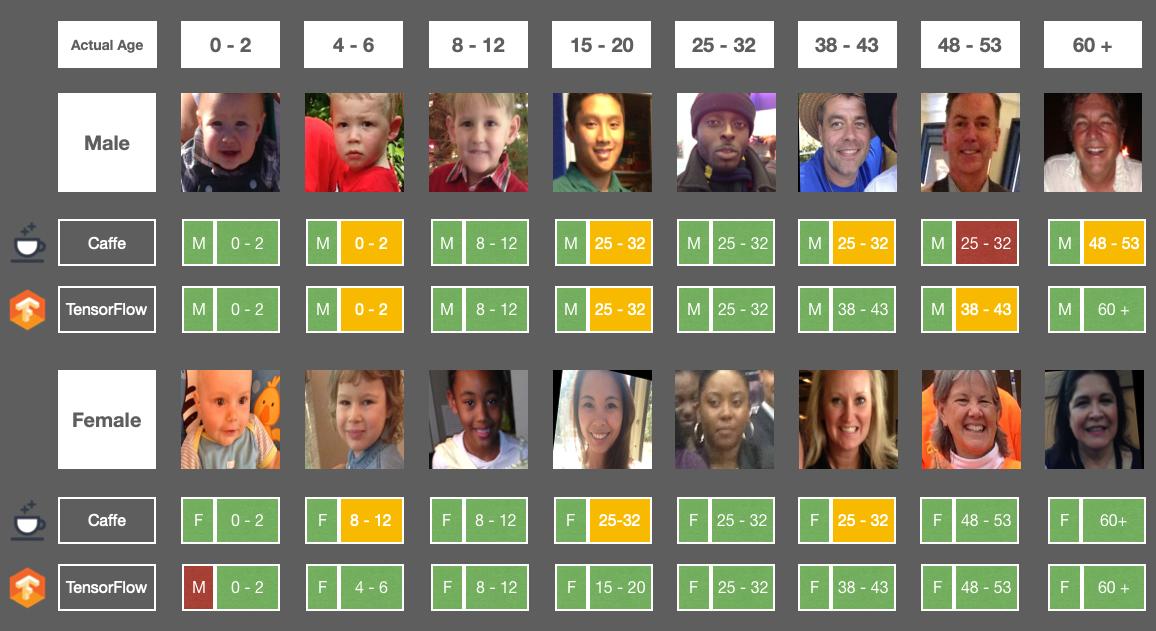 Actual Age 0 - 2 4 - 6 8 - 12 15 - 20 25 - 32 38 - 43 48 - 53 60 +
Male
Caffe M 0 - 2 M 0 - 2 M 8 - 12 M 25 - 32 M 25 - 32 M 25 - 32 M 25 - 32 M 48 - 53
TensorFlow M 0 - 2 M 0 - 2 M 8 - 12 M 25 - 32 M 25 - 32 M 38 - 43 M 38 - 43 M 60 +
Female
Caffe F 0 - 2 F 8 - 12 F 8 - 12 F 25-32 F 25 - 32 F 25 - 32 F 48 - 53 F 60+
TensorFlow M 0 - 2 F 4 - 6 F 8 - 12 F 15 - 20 F 25 - 32 F 38 - 43 F 48 - 53 F 60 +